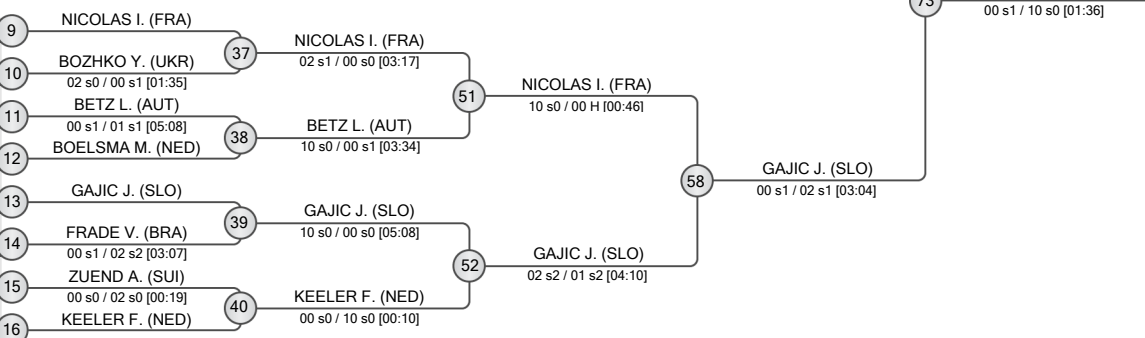 73
00 s1 / 10 s0 [01:36]
9
NICOLAS I. (FRA)
37
NICOLAS I. (FRA)
02 s1 / 00 s0 [03:17]
10
BOZHKO Y. (UKR)
02 s0 / 00 s1 [01:35]
51
NICOLAS I. (FRA)
10 s0 / 00 H [00:46]
11
BETZ L. (AUT)
00 s1 / 01 s1 [05:08]
38
BETZ L. (AUT)
10 s0 / 00 s1 [03:34]
12
BOELSMA M. (NED)
58
GAJIC J. (SLO)
00 s1 / 02 s1 [03:04]
13
GAJIC J. (SLO)
39
GAJIC J. (SLO)
10 s0 / 00 s0 [05:08]
14
FRADE V. (BRA)
00 s1 / 02 s2 [03:07]
52
GAJIC J. (SLO)
02 s2 / 01 s2 [04:10]
15
ZUEND A. (SUI)
00 s0 / 02 s0 [00:19]
40
KEELER F. (NED)
00 s0 / 10 s0 [00:10]
16
KEELER F. (NED)